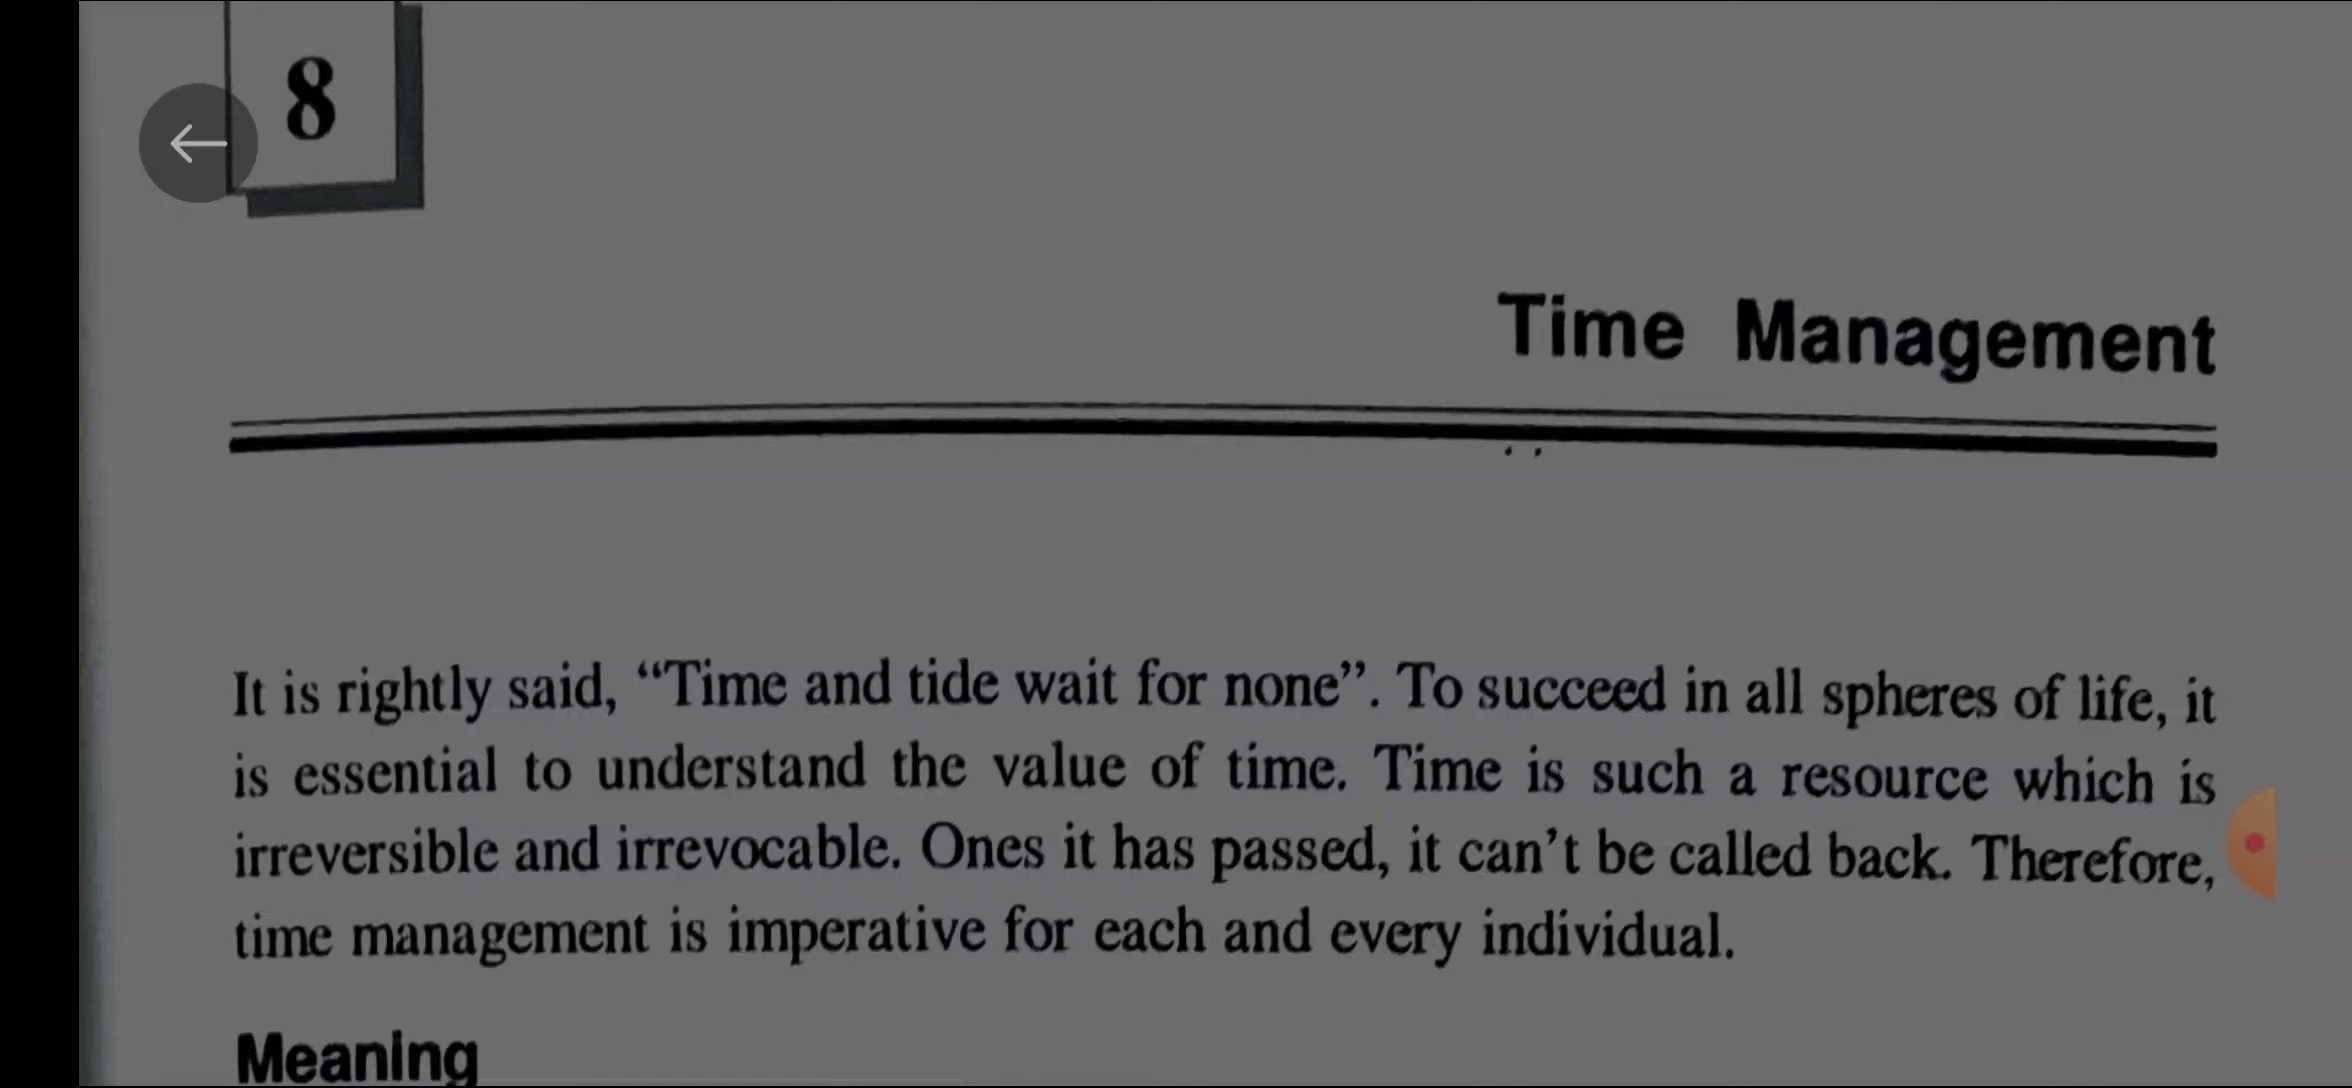 8
Time Management
It is rightly said, “Time and tide wait for none”. To succeed in all spheres of life, it
is essential to understand the value of time. Time is such a resource which is
irreversible and irrevocable. Ones it has passed, it can’t be called back. Therefore,
time management is imperative for each and every individual.
Meaning